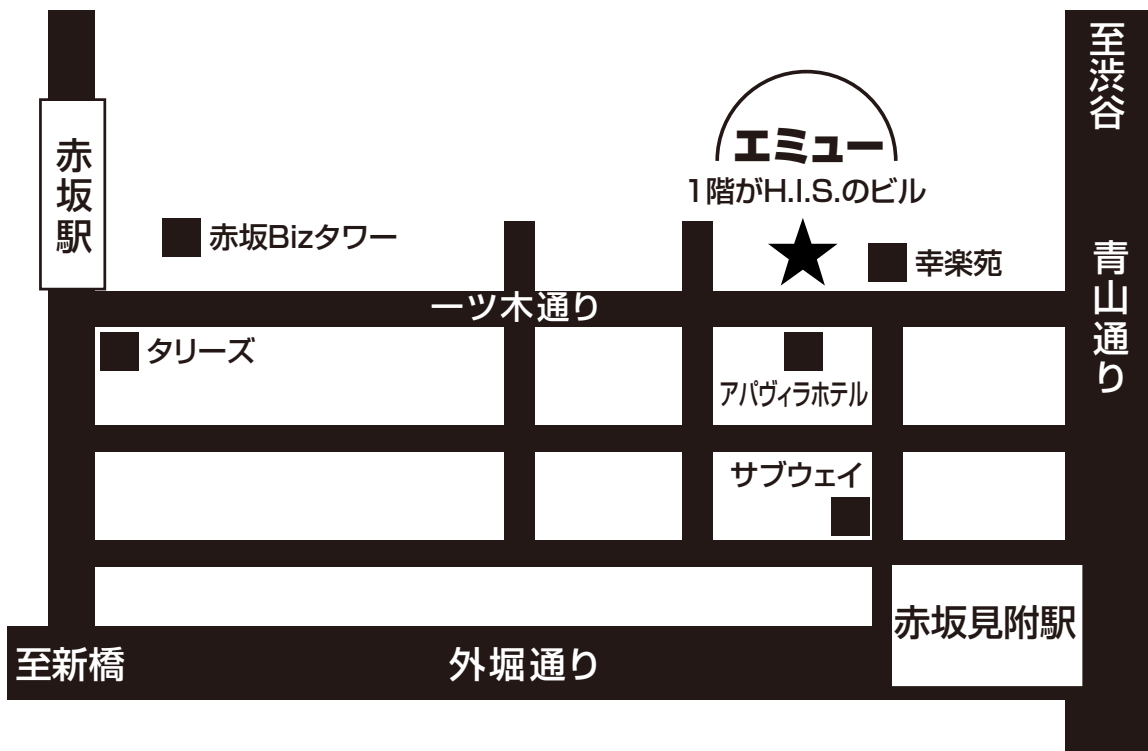 至渋谷
エミュー
1階がH.I.S.のビル
赤坂駅
赤坂Bizタワー
幸楽苑
青山通り
一ツ木通り
タリーズ
アパヴィラホテル
サブウェイ
赤坂見附駅
至新橋
外堀通り